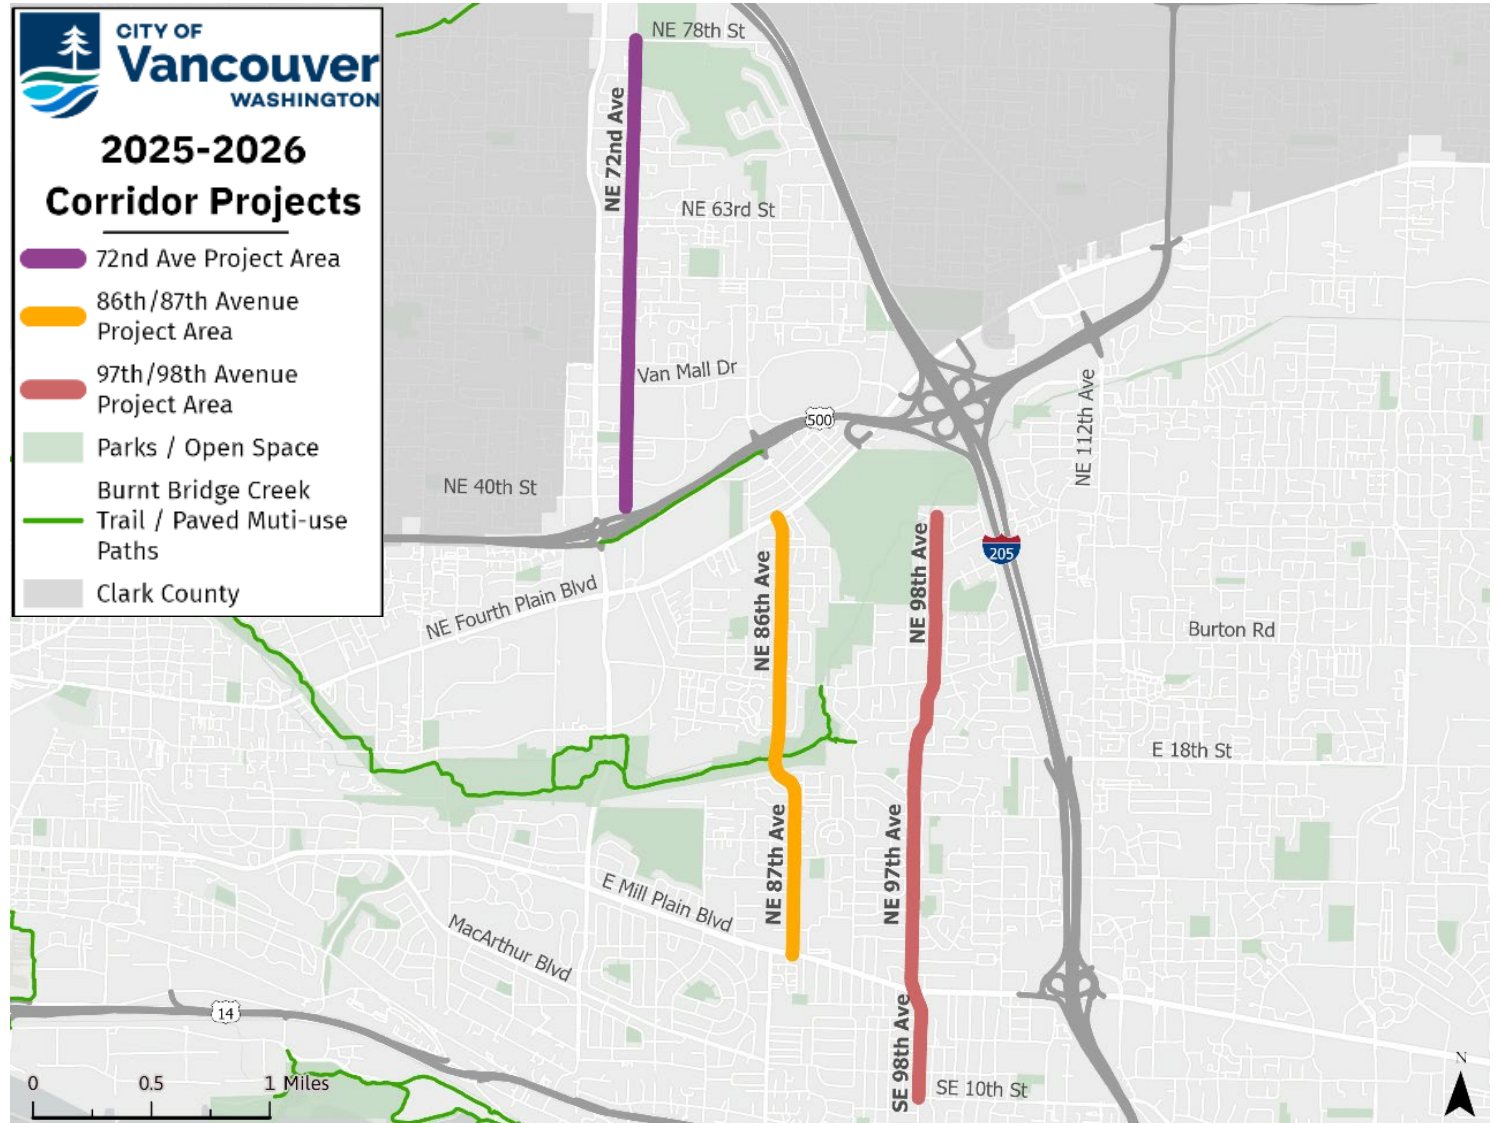 CITY OF
Vancouver
WASHINGTON
2025-2026
Corridor Projects
72nd Ave Project Area
86th/87th Avenue
Project Area
97th/98th Avenue
Project Area
Parks / Open Space
Burnt Bridge Creek
Trail / Paved Muti-use
Paths
Clark County
NE 78th St
NE 72nd Ave
NE 63rd St
Van Mall Dr
500
NE 112th Ave
NE 40th St
205
NE Fourth Plain Blvd
NE 86th Ave
NE 98th Ave
Burton Rd
E 18th St
NE 87th Ave
NE 97th Ave
E Mill Plain Blvd
MacArthur Blvd
14
SE 98th Ave
SE 10th St
0 0.5 1 Miles
N